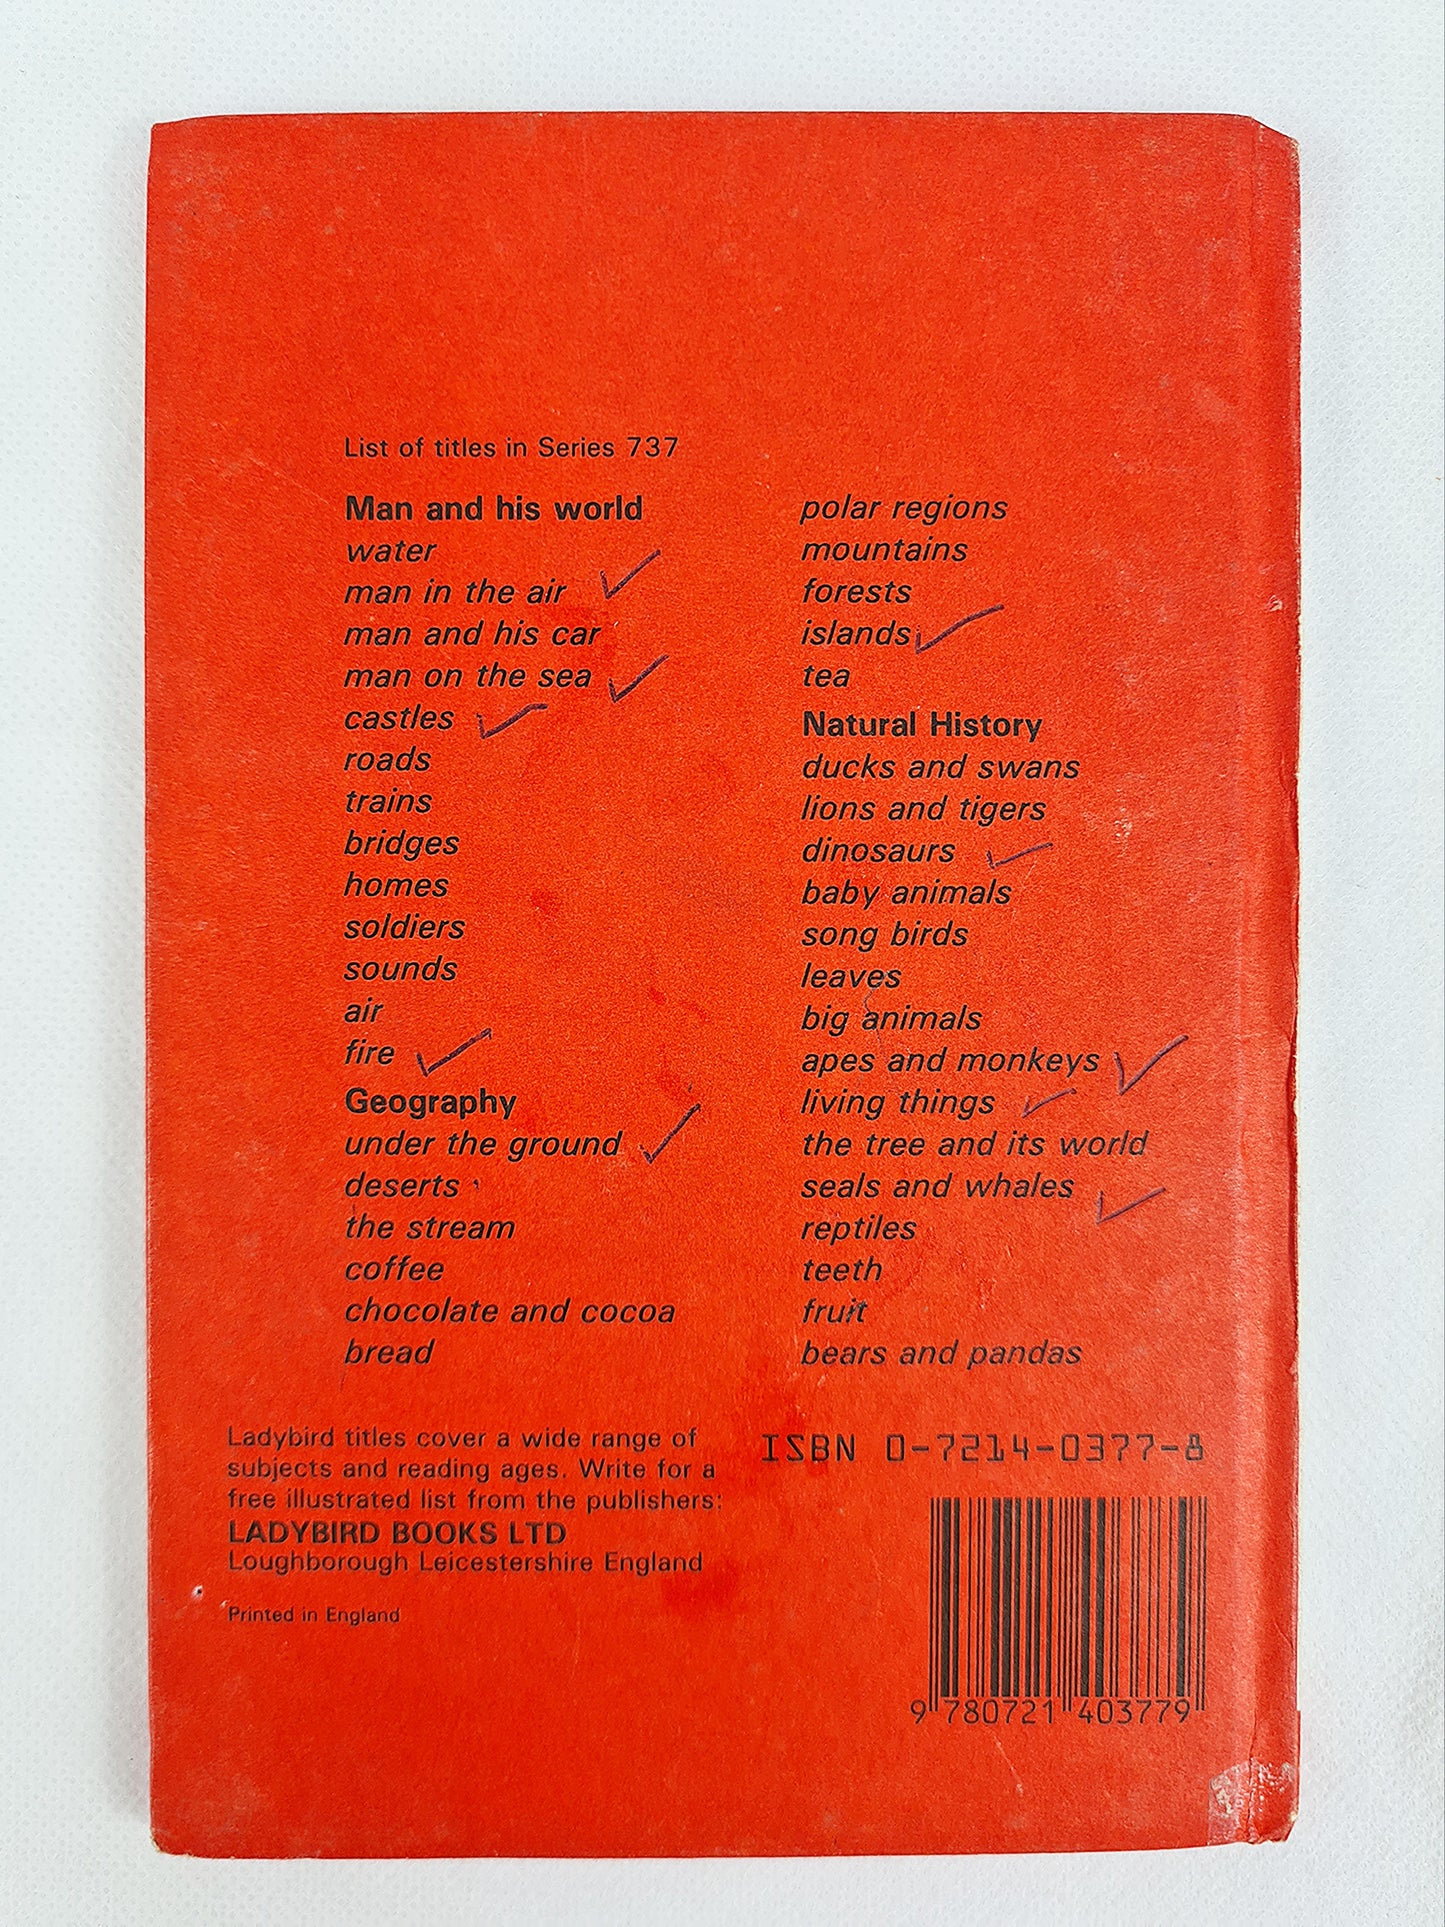 List of titles in Series 737
Man and his world
water
man in the air ✓
man and his car
man on the sea ✓
castles ✓
roads
trains
bridges
homes
soldiers
sounds
air
fire ✓
Geography
under the ground ✓
deserts
the stream
coffee
chocolate and cocoa
bread
polar regions
mountains
forests
islands ✓
tea
Natural History
ducks and swans
lions and tigers
dinosaurs ✓
baby animals
song birds
leaves
big animals
apes and monkeys ✓
living things ✓
the tree and its world
seals and whales ✓
reptiles
teeth
fruit
bears and pandas
Ladybird titles cover a wide range of
subjects and reading ages. Write for a
free illustrated list from the publishers:
LADYBIRD BOOKS LTD
Loughborough Leicestershire England
Printed in England
ISBN 0-7214-0377-8
9 780721 403779